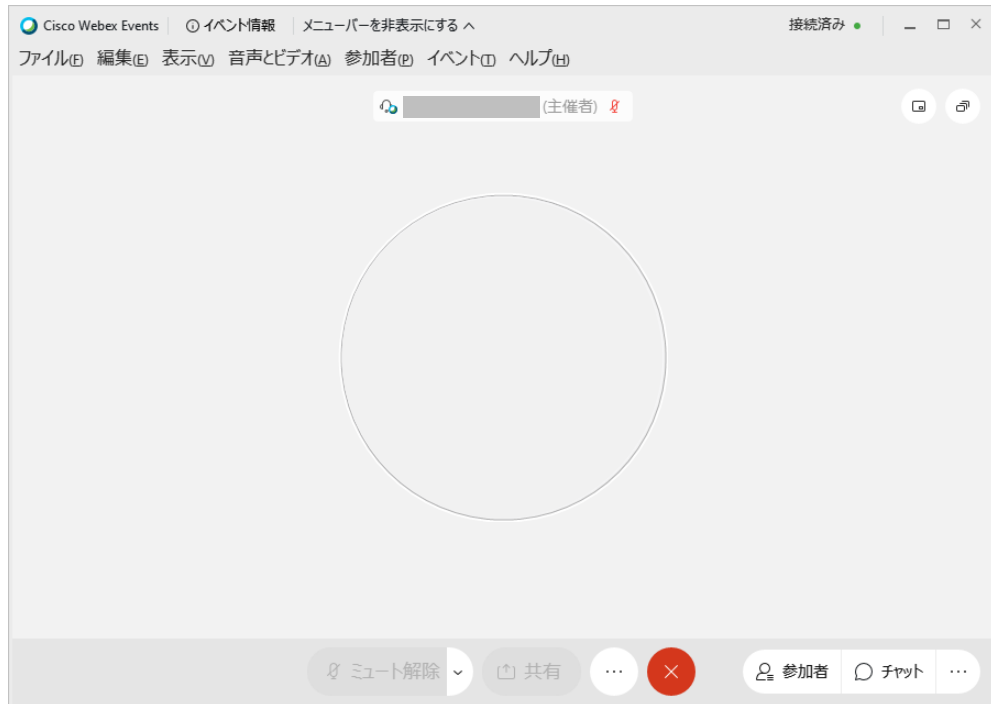 Cisco Webex Events イベント情報 メニューバーを非表示にする 接続済み
ファイル(F) 編集(E) 表示(V) 音声とビデオ(A) 参加者(P) イベント(T) ヘルプ(H)
(主催者)
ミュート解除 共有 ... 参加者 チャット ...